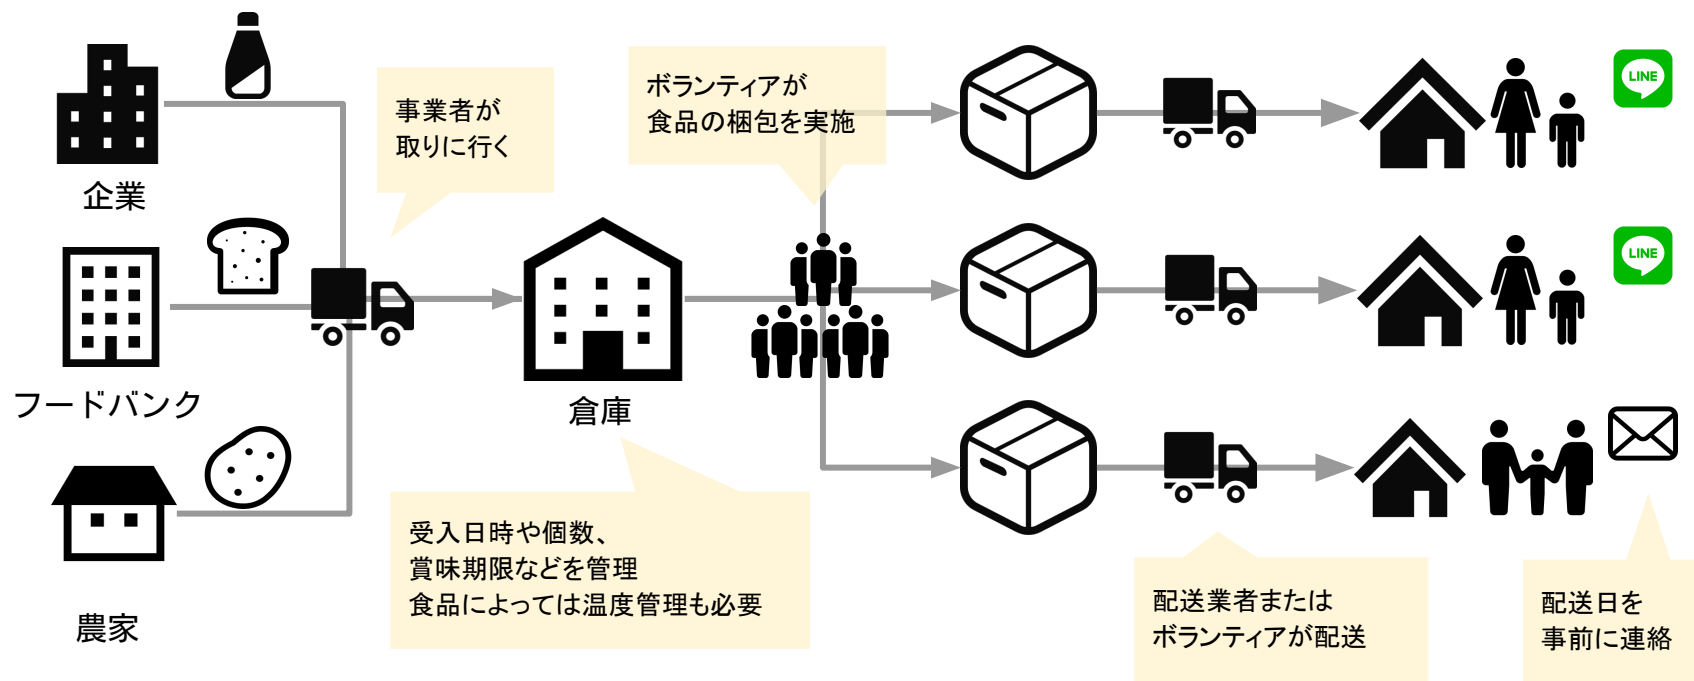 企業
フードバンク
農家
事業者が
取りに行く
倉庫
受入日時や個数、
賞味期限などを管理
食品によっては温度管理も必要
ボランティアが
食品の梱包を実施
配送業者または
ボランティアが配送
LINE
LINE
配送日を
事前に連絡